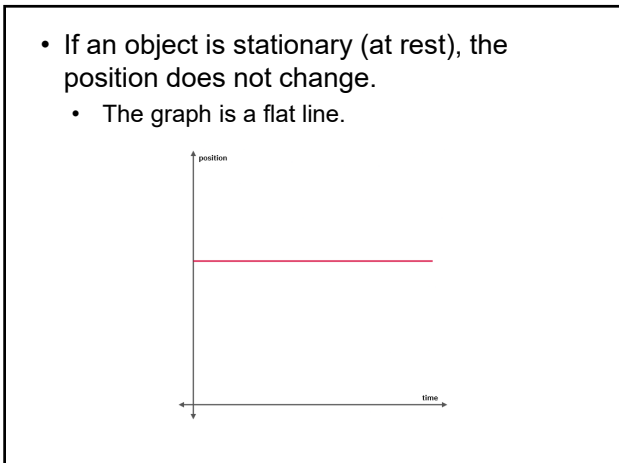 • If an object is stationary (at rest), the
position does not change.
• The graph is a flat line.
position
time